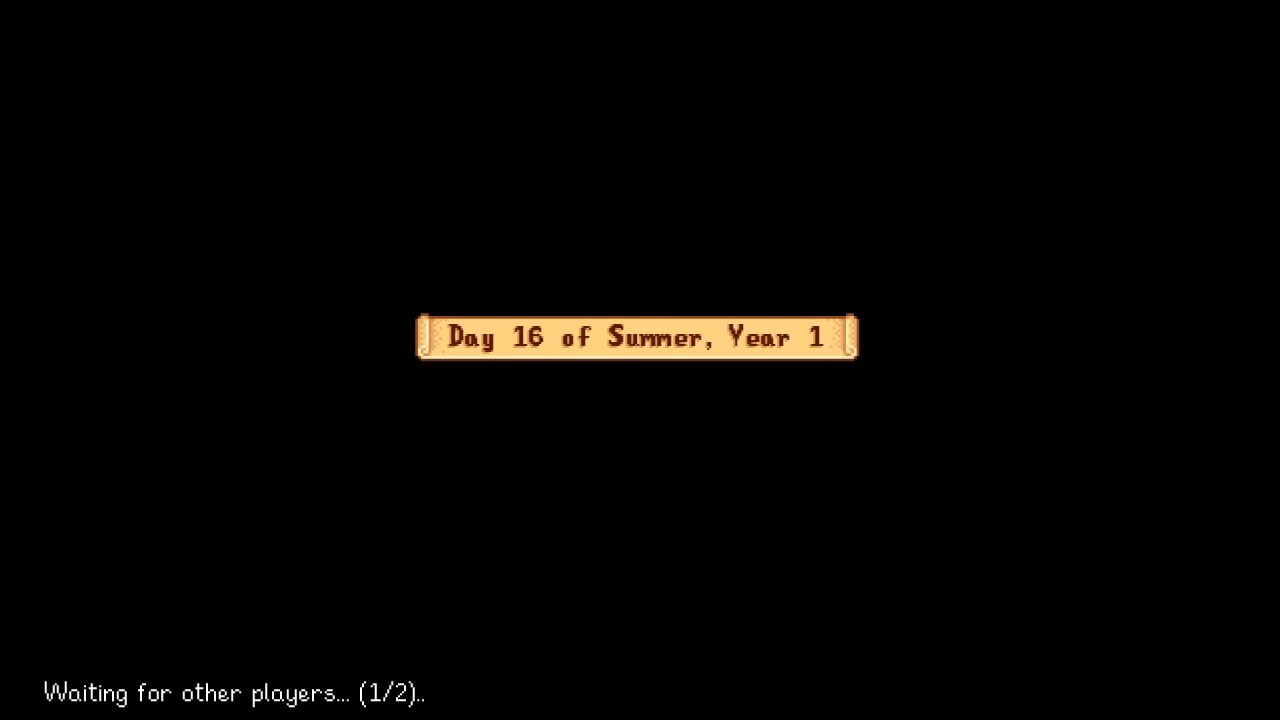 Day 16 of Summer, Year 1
Waiting for other players... (1/2)..